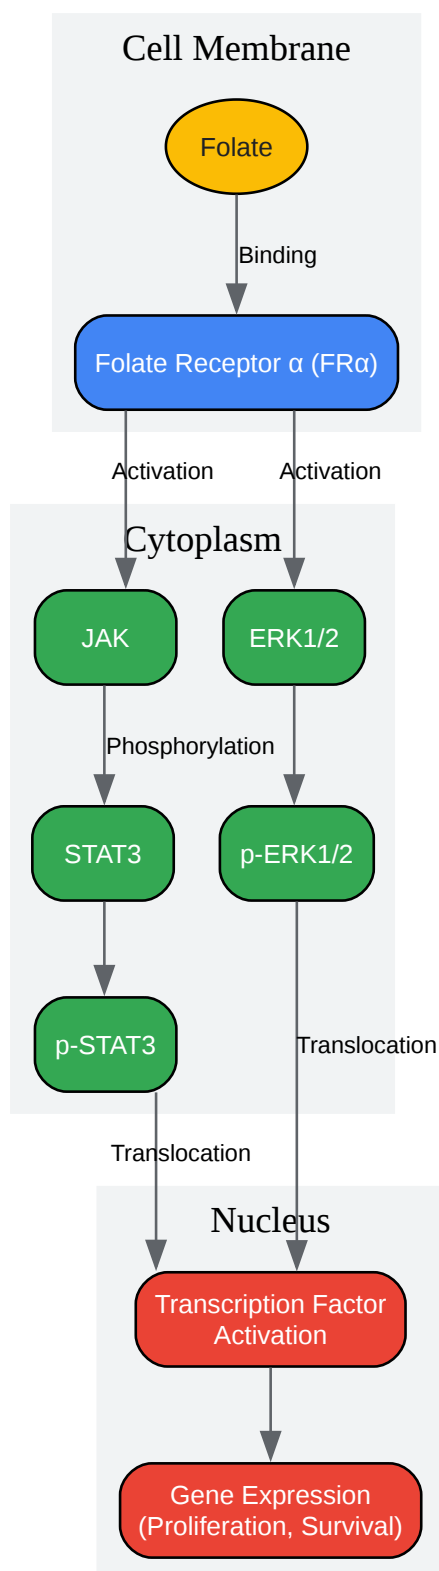 Cell Membrane
Folate
Binding
Folate Receptor α (FRα)
Activation
Activation
Cytoplasm
JAK
ERK1/2
Phosphorylation
STAT3
p-ERK1/2
p-STAT3
Translocation
Translocation
Nucleus
Transcription Factor
Activation
Gene Expression
(Proliferation, Survival)